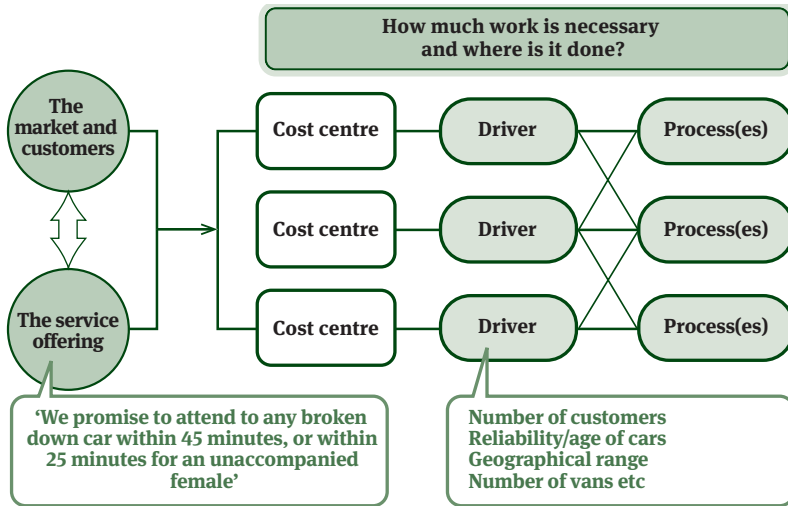 How much work is necessary
and where is it done?
The
market and
customers
Cost centre
Driver
Process(es)
Cost centre
Driver
Process(es)
The service
offering
Cost centre
Driver
Process(es)
‘We promise to attend to any broken
down car within 45 minutes, or within
25 minutes for an unaccompanied
female’
Number of customers
Reliability/age of cars
Geographical range
Number of vans etc